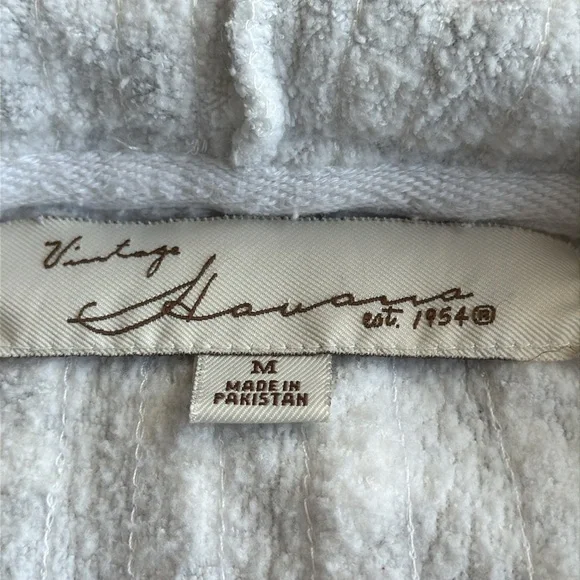 Vintage
Havana
est. 1954®
M
MADE IN
PAKISTAN